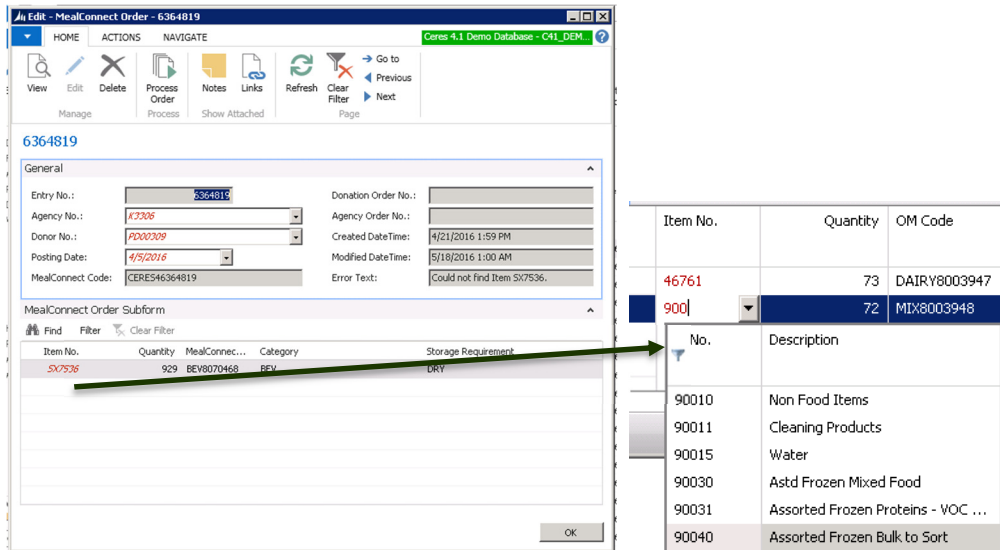 Edit - MealConnect Order - 6364819
HOME ACTIONS NAVIGATE
Ceres 4.1 Demo Database - C41_DEM...
View Edit Delete Process Order Notes Links Refresh Clear Filter
Go to
Previous
Next
Manage Process Show Attached Page
6364819
General
Entry No.: 6364819 Donation Order No.:
Agency No.: K3306 Agency Order No.:
Donor No.: PD00309 Created DateTime: 4/21/2016 1:59 PM
Posting Date: 4/5/2016 Modified DateTime: 5/18/2016 1:00 AM
MealConnect Code: CERES46364819 Error Text: Could not find Item SX7536.
MealConnect Order Subform
Find Filter Clear Filter
Item No. Quantity MealConnec... Category Storage Requirement
SX7536 929 BEV8070468 BEV DRY
OK
Item No. Quantity OM Code
46761 73 DAIRY8003947
900 72 MIX8003948
No. Description
90010 Non Food Items
90011 Cleaning Products
90015 Water
90030 Astd Frozen Mixed Food
90031 Assorted Frozen Proteins - VOC ...
90040 Assorted Frozen Bulk to Sort